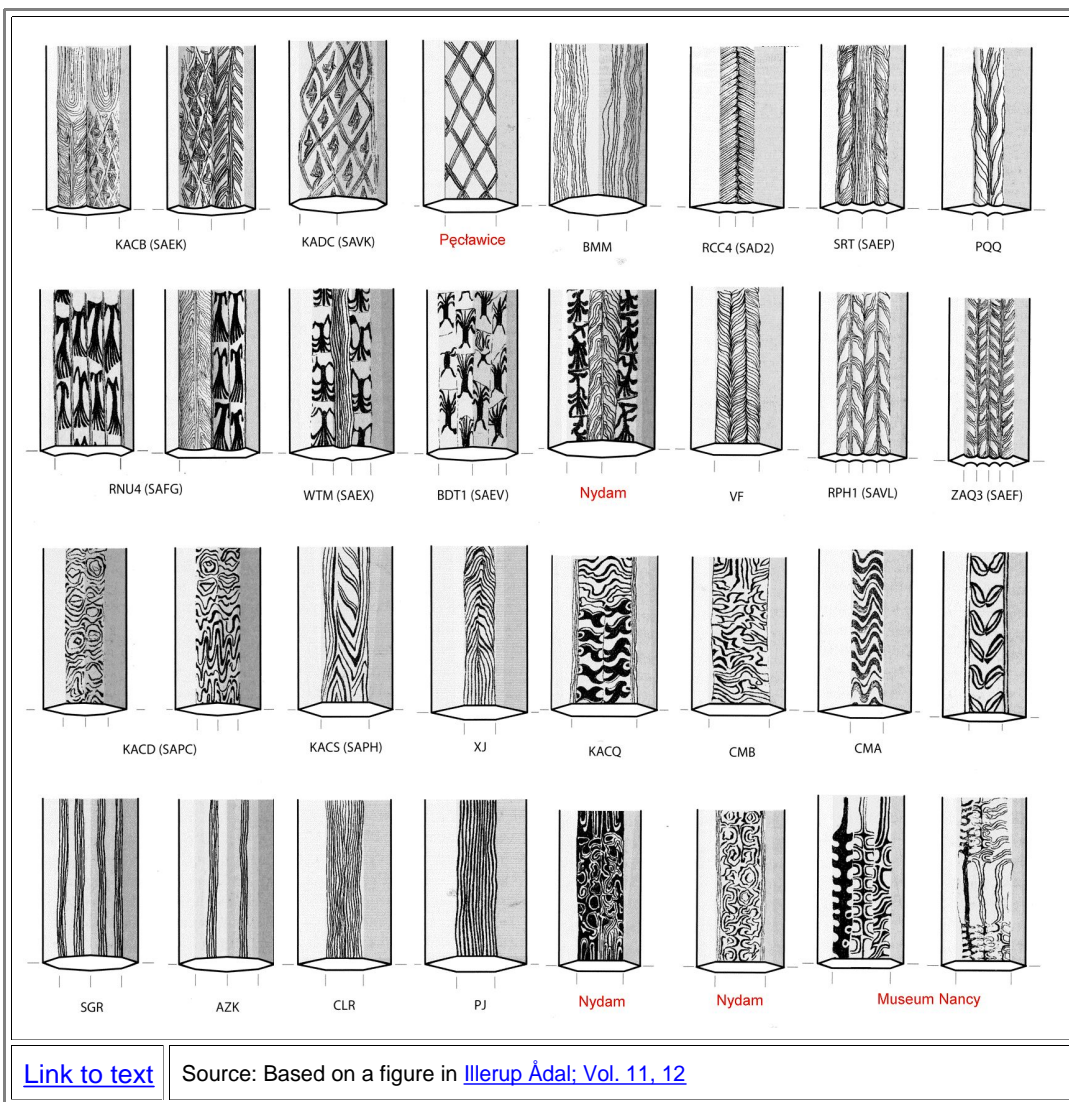 KACB (SAEK)
KADC (SAVK)
Pęcławice
BMM
RCC4 (SAD2)
SRT (SAEP)
PQQ
RNU4 (SAFG)
WTM (SAEX)
BDT1 (SAEV)
Nydam
VF
RPH1 (SAVL)
ZAQ3 (SAEF)
KACD (SAPC)
KACS (SAPH)
XJ
KACQ
CMB
CMA
SGR
AZK
CLR
PJ
Nydam
Nydam
Museum Nancy
Link to text
Source: Based on a figure in Illerup Ådal; Vol. 11, 12